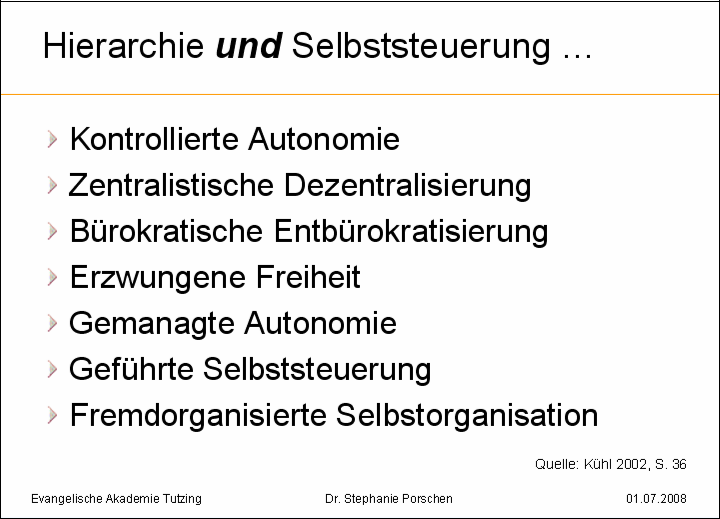 Hierarchie und Selbststeuerung …
Kontrollierte Autonomie
Zentralistische Dezentralisierung
Bürokratische Entbürokratisierung
Erzwungene Freiheit
Gemanagte Autonomie
Geführte Selbststeuerung
Fremdorganisierte Selbstorganisation
Quelle: Kühl 2002, S. 36
Evangelische Akademie Tutzing Dr. Stephanie Porschen 01.07.2008